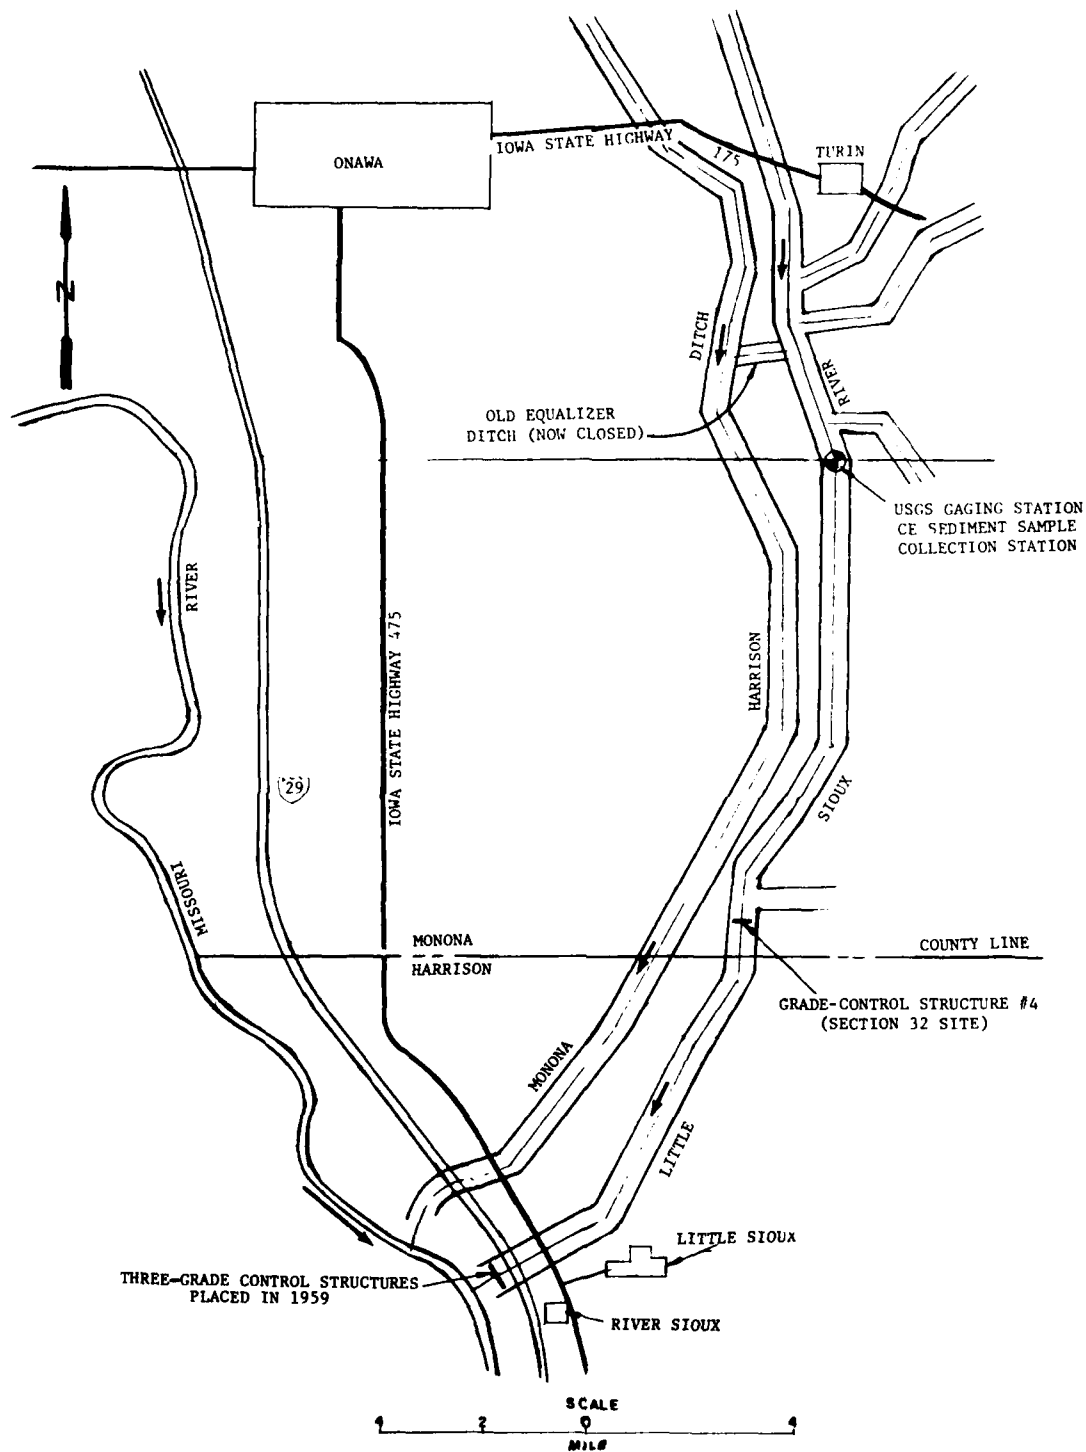 ONAWA
IOWA STATE HIGHWAY
175
TURIN
N
DITCH
RIVER
OLD EQUALIZER
DITCH (NOW CLOSED)
USGS GAGING STATION
CE SEDIMENT SAMPLE
COLLECTION STATION
RIVER
IOWA STATE HIGHWAY 475
HARRISON
29
SIOUX
MISSOURI
MONONA
HARRISON
COUNTY LINE
GRADE-CONTROL STRUCTURE #4
(SECTION 32 SITE)
MONONA
LITTLE
LITTLE SIOUX
THREE-GRADE CONTROL STRUCTURES
PLACED IN 1959
RIVER SIOUX
SCALE
4 2 0 4
MILE